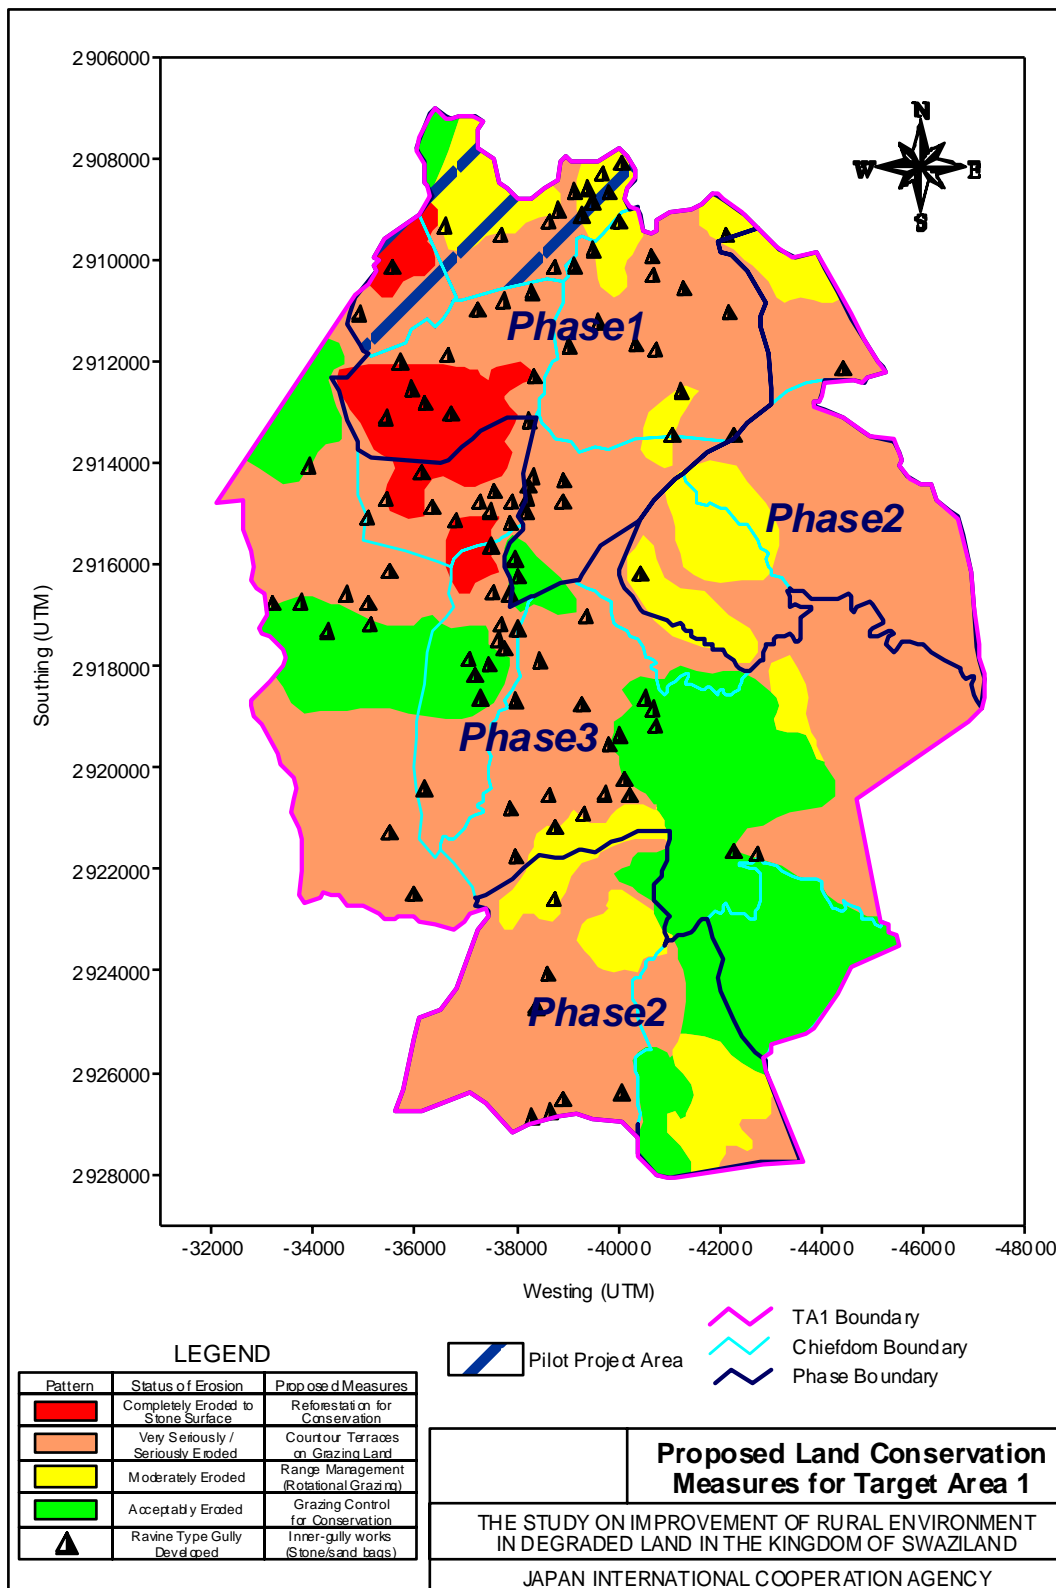 2906000
2908000
2910000
2912000
2914000
2916000
2918000
2920000
2922000
2924000
2926000
2928000
Southing (UTM)
N
W E
S
Phase1
Phase2
Phase3
Phase2
-32000 -34000 -36000 -38000 -40000 -42000 -44000 -46000 -48000
Westing (UTM)
TA1 Boundary
Chiefdom Boundary
Phase Boundary
Pilot Project Area
LEGEND
Pattern Status of Erosion Proposed Measures
Completely Eroded to Stone Surface Reforestation for Conservation
Very Seriously / Seriously Eroded Countour Terraces on Grazing Land
Moderately Eroded Range Management (Rotational Grazing)
Acceptably Eroded Grazing Control for Conservation
Ravine Type Gully Developed Inner-gully works (Stone/sand bags)
Proposed Land Conservation
Measures for Target Area 1
THE STUDY ON IMPROVEMENT OF RURAL ENVIRONMENT
IN DEGRADED LAND IN THE KINGDOM OF SWAZILAND
JAPAN INTERNATIONAL COOPERATION AGENCY